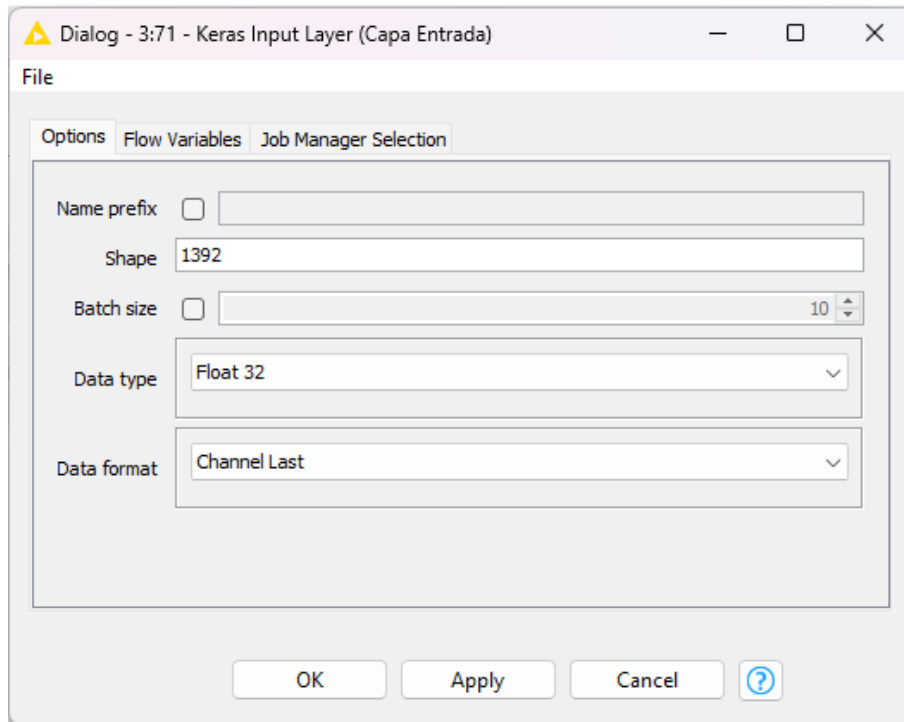 Dialog - 3:71 - Keras Input Layer (Capa Entrada)
File
Options Flow Variables Job Manager Selection
Name prefix
Shape 1392
Batch size 10
Data type Float 32
Data format Channel Last
OK Apply Cancel ?